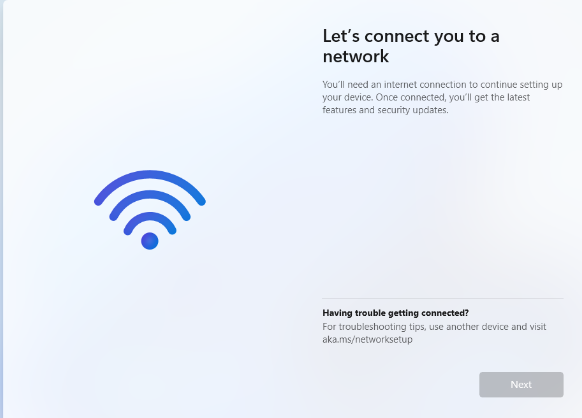 Let’s connect you to a
network
You’ll need an internet connection to continue setting up
your device. Once connected, you’ll get the latest
features and security updates.
Having trouble getting connected?
For troubleshooting tips, use another device and visit
aka.ms/networksetup
Next